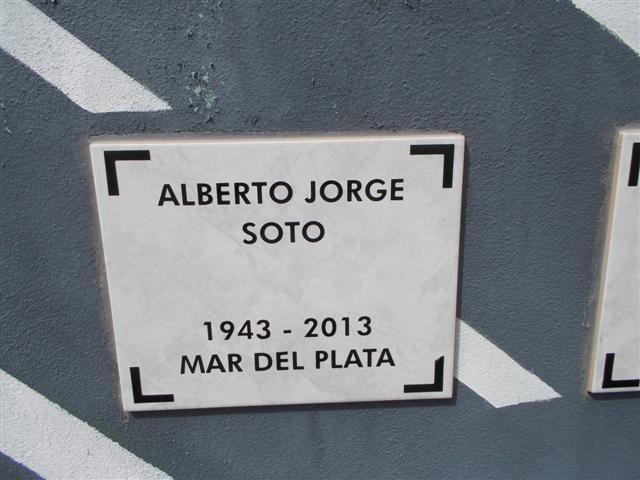 ALBERTO JORGE
SOTO
1943 - 2013
MAR DEL PLATA